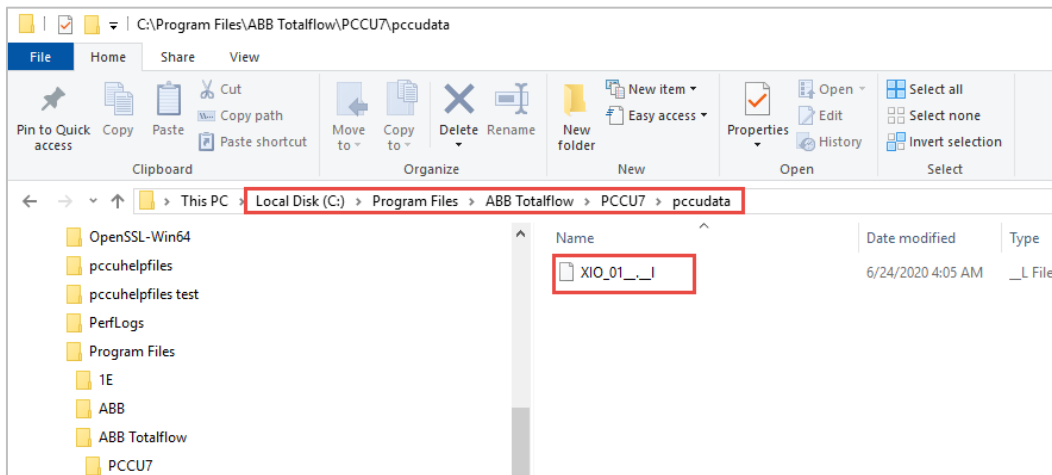 C:\Program Files\ABB Totalflow\PCCU7\pccudata
File Home Share View
Pin to Quick access
Copy
Paste
Cut
Copy path
Paste shortcut
Clipboard
Move to
Copy to
Delete
Rename
Organize
New folder
New item
Easy access
New
Properties
Open
Edit
History
Open
Select all
Select none
Invert selection
Select
This PC > Local Disk (C:) > Program Files > ABB Totalflow > PCCU7 > pccudata
OpenSSL-Win64
pccuhelpfiles
pccuhelpfiles test
PerfLogs
Program Files
1E
ABB
ABB Totalflow
PCCU7
Name Date modified Type
XIO_01__.__l 6/24/2020 4:05 AM __L File